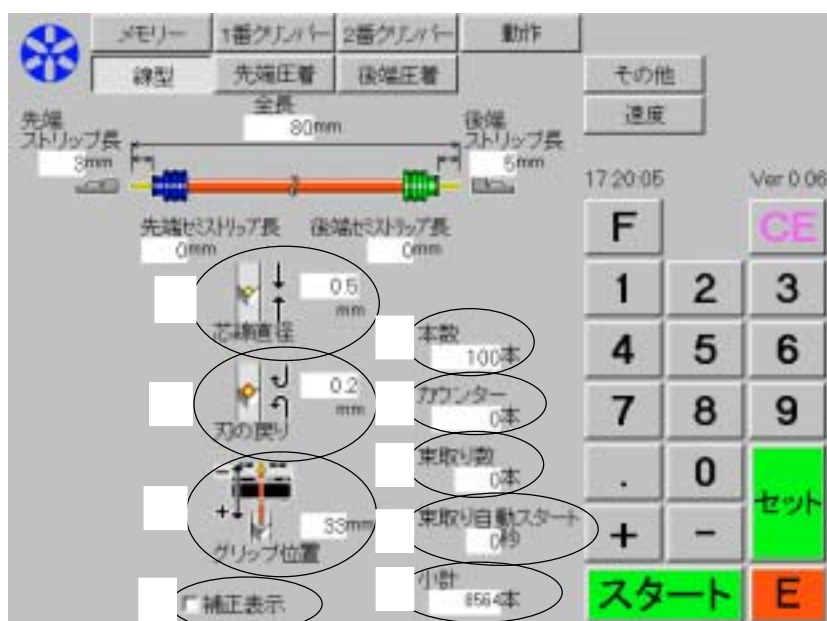 メモリー 1番クリンパー 2番クリンパー 動作
線型 先端圧着 後端圧着 その他
速度
全長
80mm
先端
ストリップ長
3mm
後端
ストリップ長
5mm
17:20:05 Ver 0.06
先端セミストリップ長 後端セミストリップ長
0mm 0mm
0.5
mm
芯線直径
0.2
mm
刃の戻り
-
+
33mm
グリップ位置
補正表示
本数
100本
カウンター
0本
束取り数
0本
束取り自動スタート
0秒
小計
8564本
F CE
1 2 3
4 5 6
7 8 9
. 0 セット
+ -
スタート E